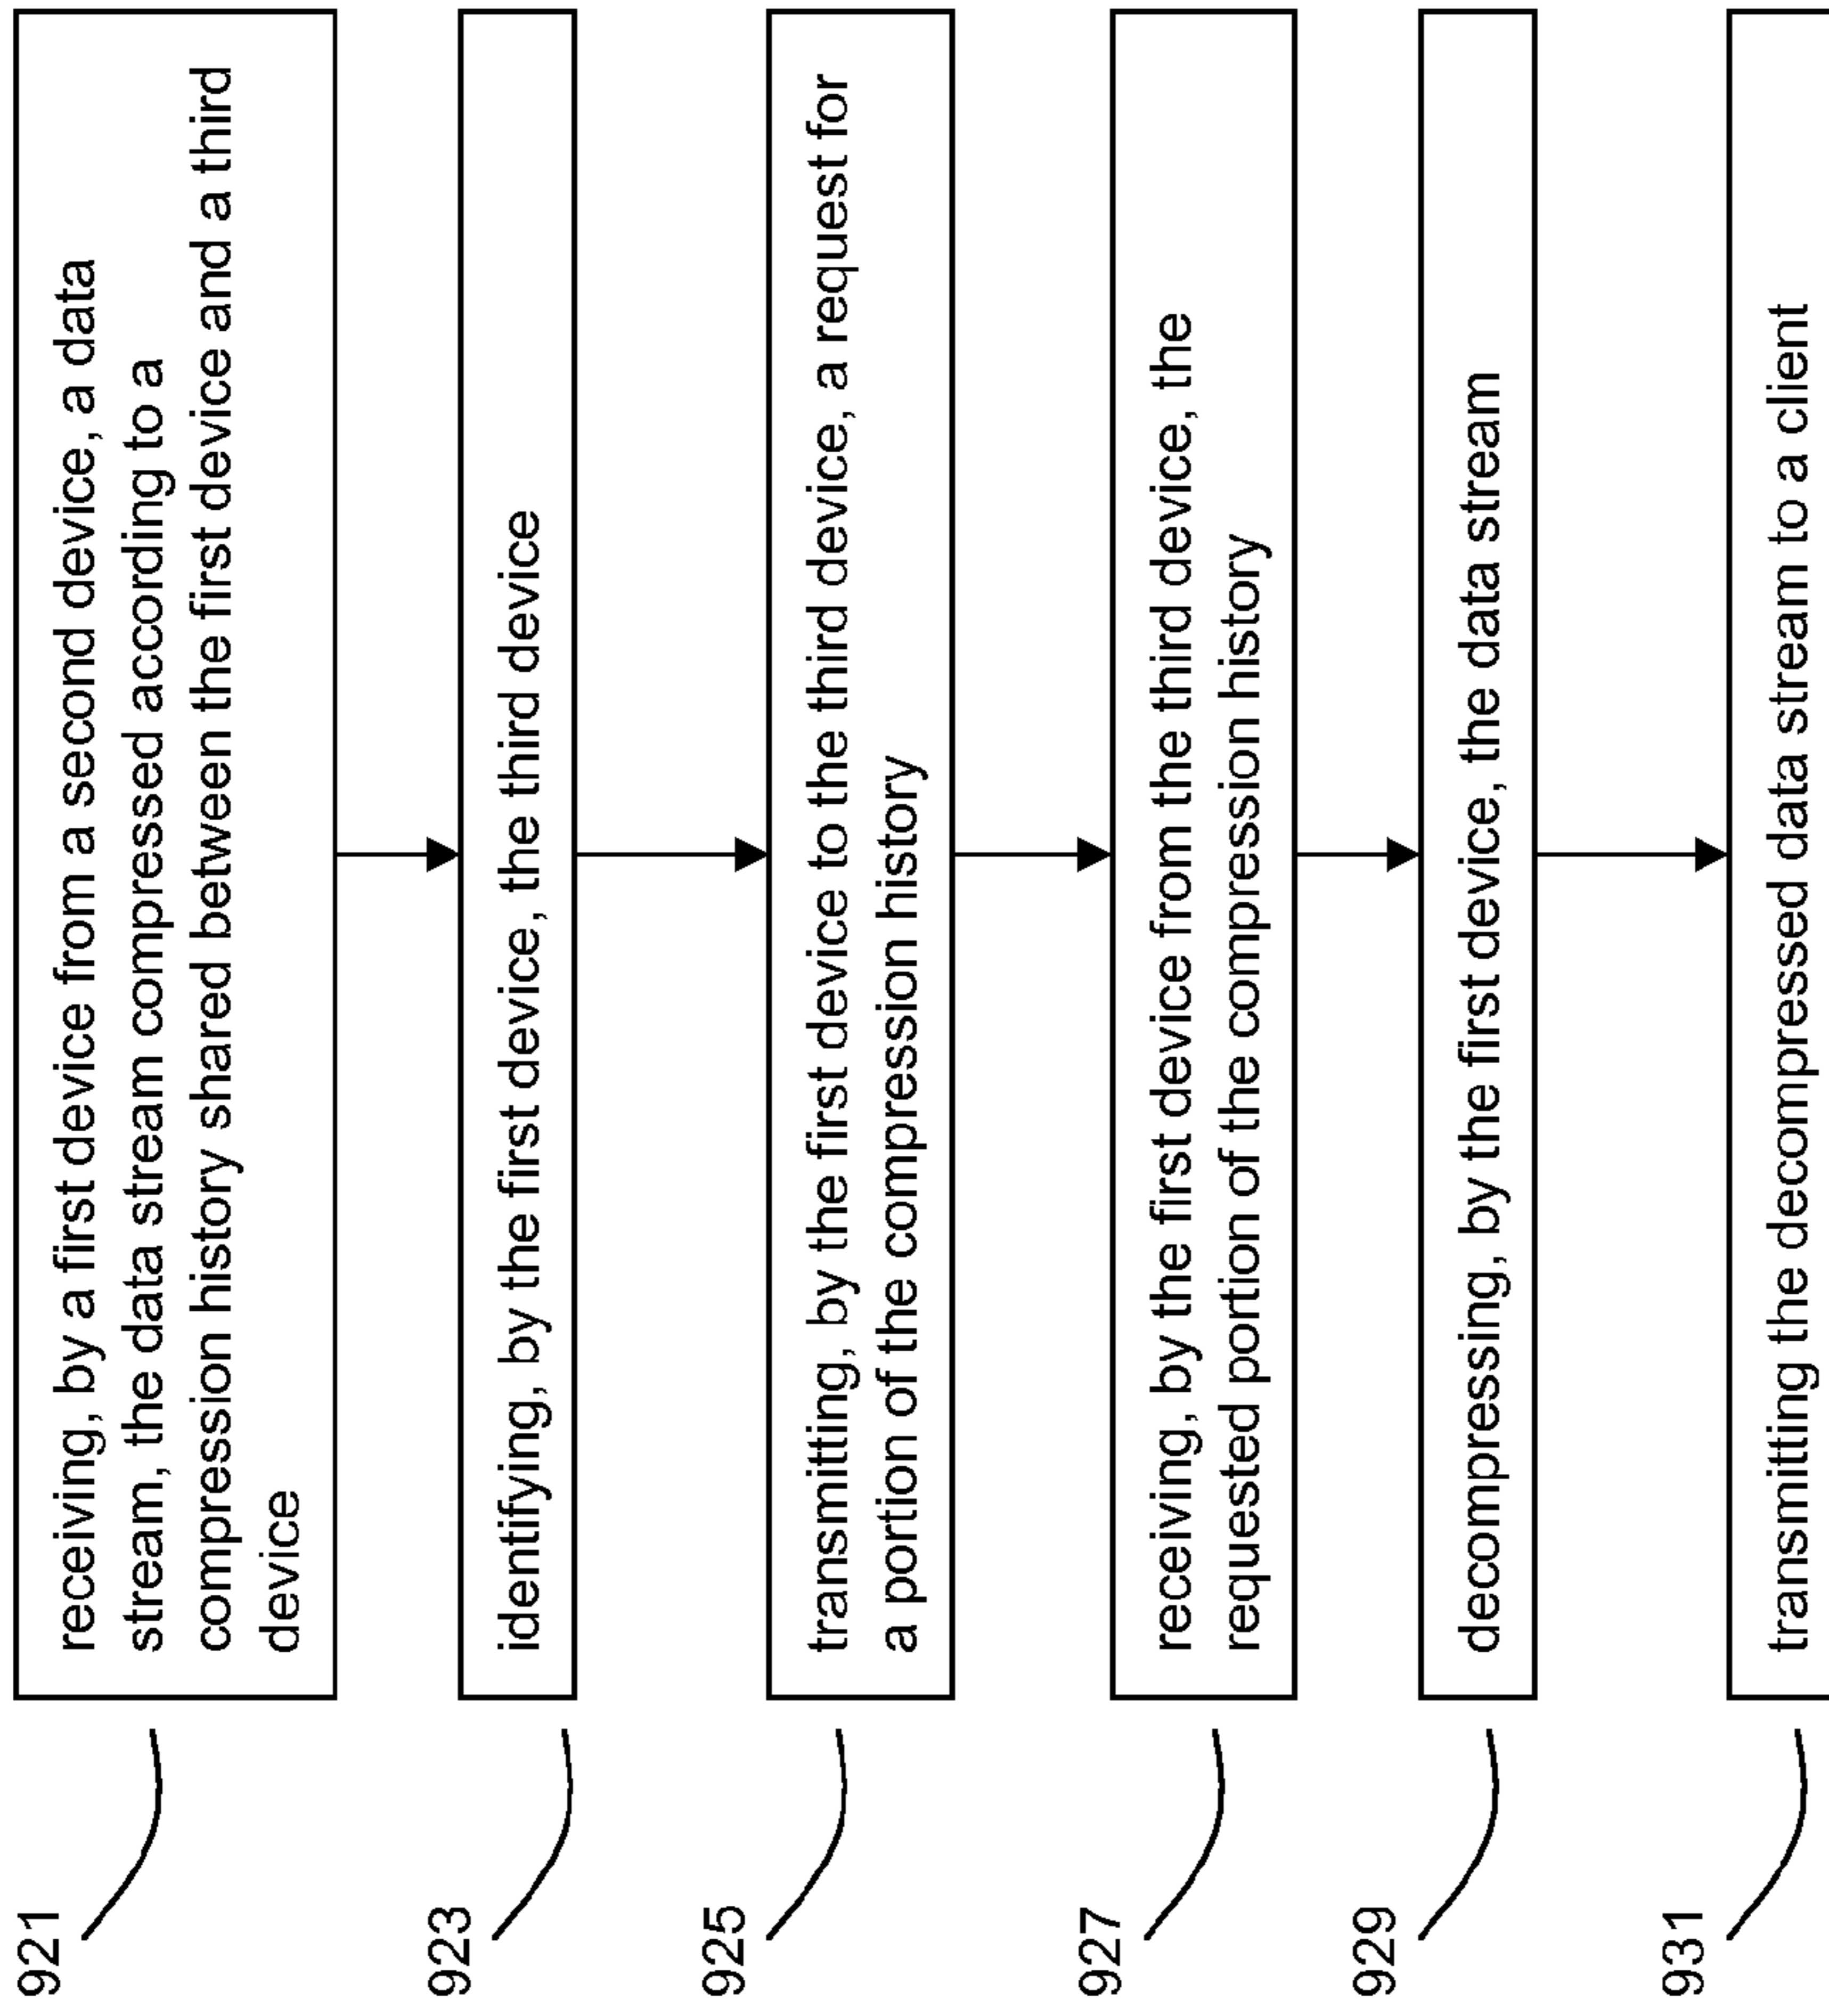 921
receiving, by a first device from a second device, a data
stream, the data stream compressed according to a
compression history shared between the first device and a third
device
923
identifying, by the first device, the third device
925
transmitting, by the first device to the third device, a request for
a portion of the compression history
927
receiving, by the first device from the third device, the
requested portion of the compression history
929
decompressing, by the first device, the data stream
931
transmitting the decompressed data stream to a client